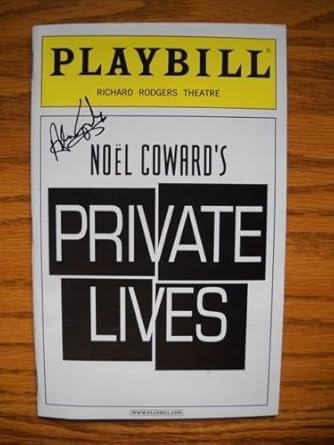 PLAYBILL®
RICHARD RODGERS THEATRE
NOËL COWARD'S
PRIVATE
LIVES
WWW.PLAYBILL.COM